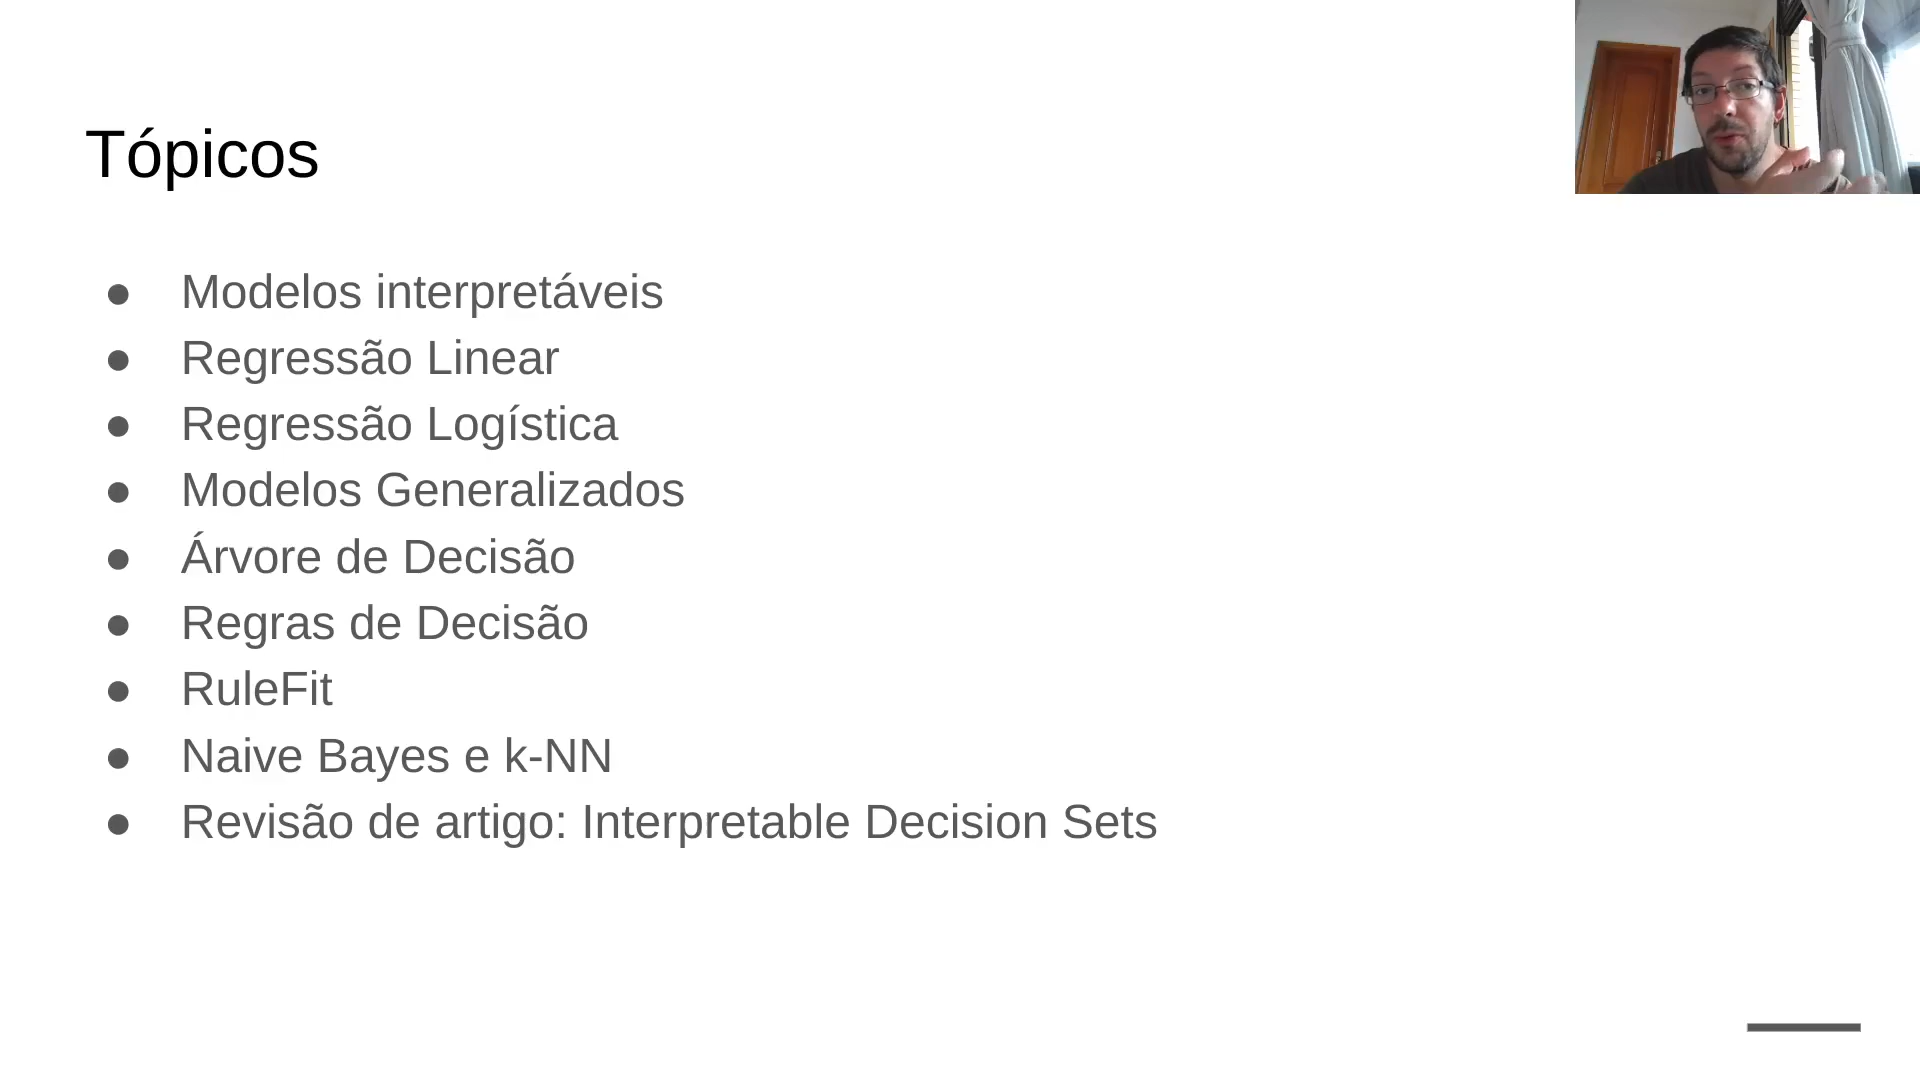 Tópicos
● Modelos interpretáveis
● Regressão Linear
● Regressão Logística
● Modelos Generalizados
● Árvore de Decisão
● Regras de Decisão
● RuleFit
● Naive Bayes e k-NN
● Revisão de artigo: Interpretable Decision Sets